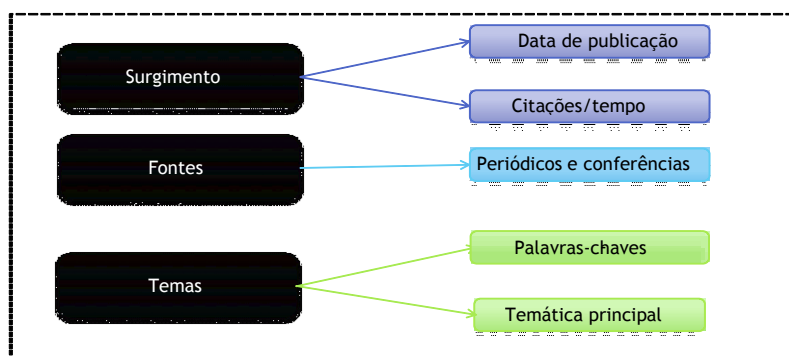 Surgimento
Data de publicação
Citações/tempo
Fontes
Periódicos e conferências
Temas
Palavras-chaves
Temática principal